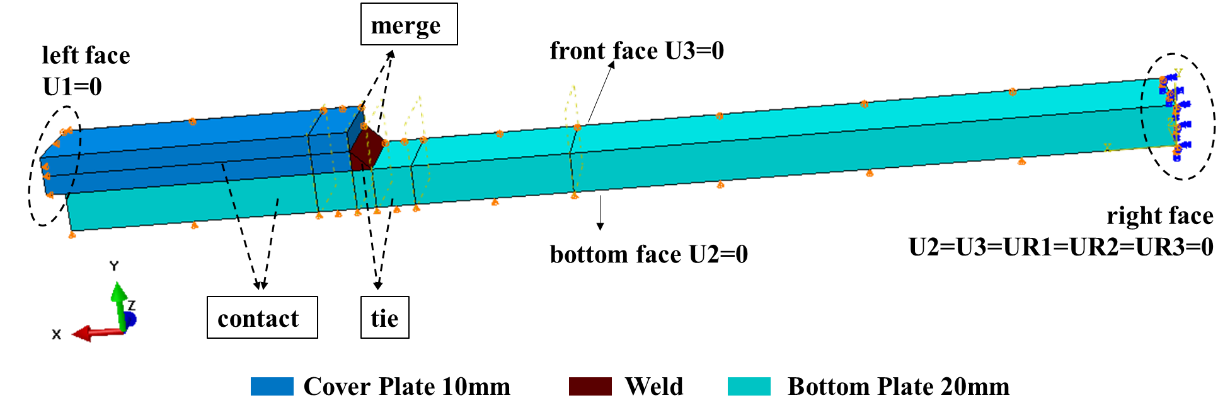 merge
left face
U1=0
front face U3=0
right face
U2=U3=UR1=UR2=UR3=0
bottom face U2=0
contact
tie
Y
Z
X
Y
X
Cover Plate 10mm
Weld
Bottom Plate 20mm